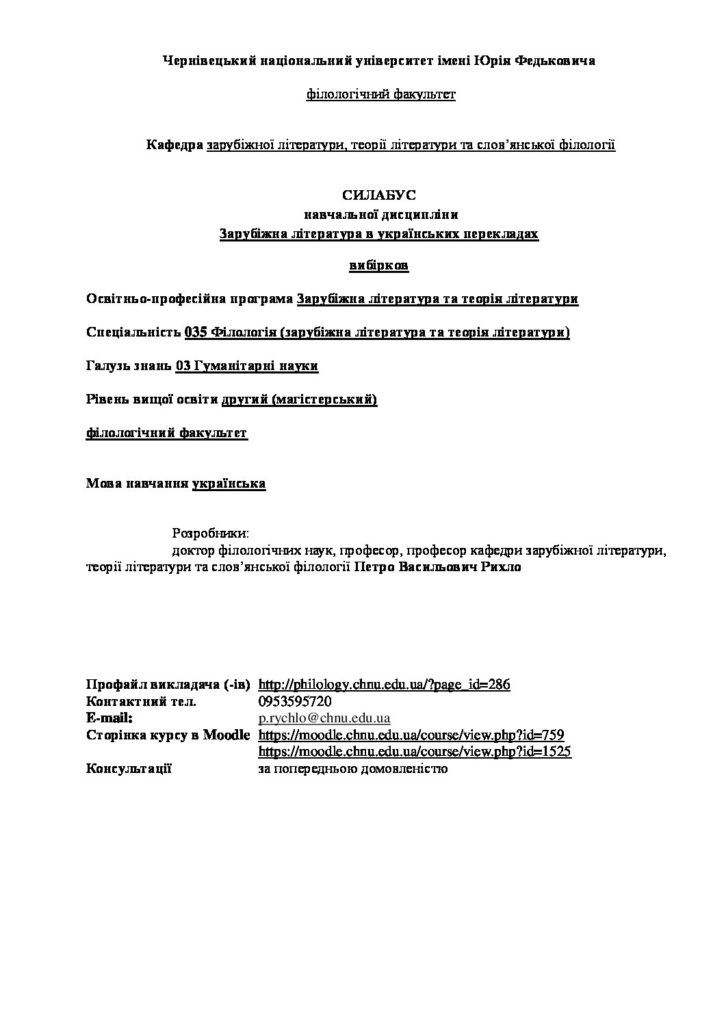 Чернівецький національний університет імені Юрія Федьковича
філологічний факультет
Кафедра зарубіжної літератури, теорії літератури та слов’янської філології
СИЛАБУС
навчальної дисципліни
Зарубіжна література в українських перекладах
вибірков
Освітньо-професійна програма Зарубіжна література та теорія літератури
Спеціальність 035 Філологія (зарубіжна література та теорія літератури)
Галузь знань 03 Гуманітарні науки
Рівень вищої освіти другий (магістерський)
філологічний факультет
Мова навчання українська
Розробники:
доктор філологічних наук, професор, професор кафедри зарубіжної літератури,
теорії літератури та слов’янської філології Петро Васильович Рихло
Профайл викладача (-ів) http://philology.chnu.edu.ua/?page_id=286
Контактний тел. 0953595720
E-mail: p.rychlo@chnu.edu.ua
Сторінка курсу в Moodle https://moodle.chnu.edu.ua/course/view.php?id=759
https://moodle.chnu.edu.ua/course/view.php?id=1525
Консультації за попередньою домовленістю